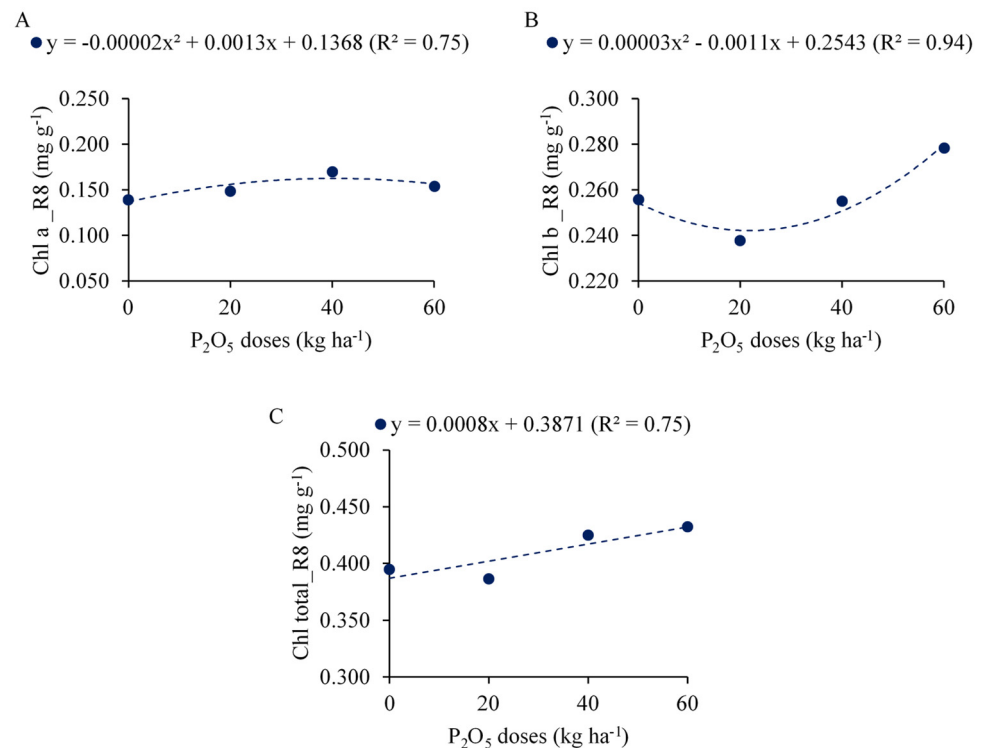 A
y = -0.00002x² + 0.0013x + 0.1368 (R² = 0.75)
0.250
0.200
0.150
0.100
0.050
Chl a _R8 (mg g⁻¹)
0 20 40 60
P₂O₅ doses (kg ha⁻¹)
B
y = 0.00003x² - 0.0011x + 0.2543 (R² = 0.94)
0.300
0.280
0.260
0.240
0.220
Chl b _R8 (mg g⁻¹)
0 20 40 60
P₂O₅ doses (kg ha⁻¹)
C
y = 0.0008x + 0.3871 (R² = 0.75)
0.500
0.450
0.400
0.350
0.300
Chl total_R8 (mg g⁻¹)
0 20 40 60
P₂O₅ doses (kg ha⁻¹)